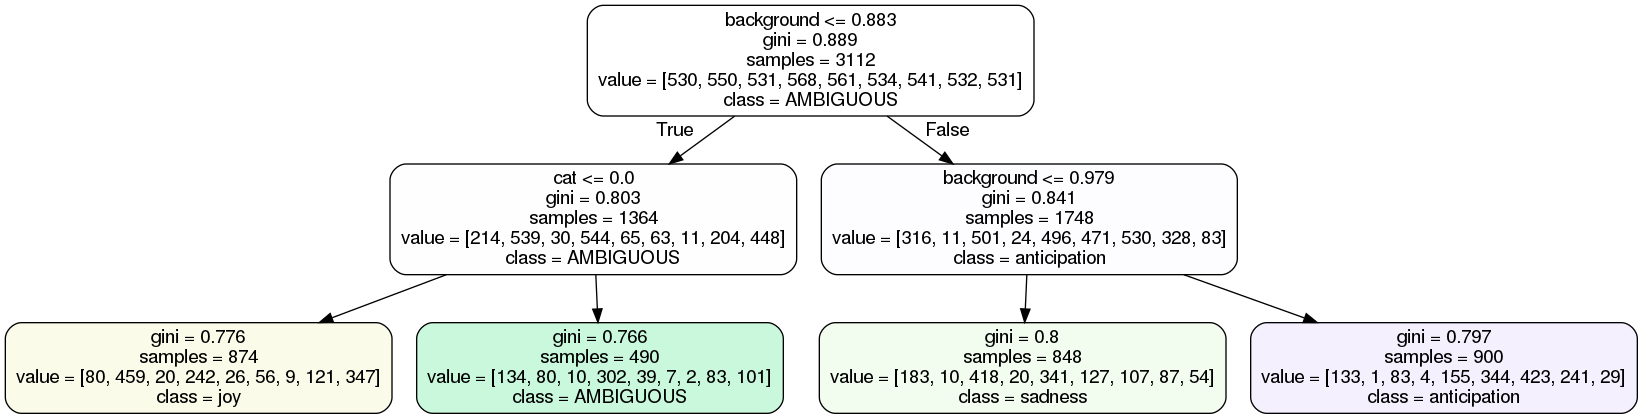 background <= 0.883
gini = 0.889
samples = 3112
value = [530, 550, 531, 568, 561, 534, 541, 532, 531]
class = AMBIGUOUS
True
False
cat <= 0.0
gini = 0.803
samples = 1364
value = [214, 539, 30, 544, 65, 63, 11, 204, 448]
class = AMBIGUOUS
background <= 0.979
gini = 0.841
samples = 1748
value = [316, 11, 501, 24, 496, 471, 530, 328, 83]
class = anticipation
gini = 0.776
samples = 874
value = [80, 459, 20, 242, 26, 56, 9, 121, 347]
class = joy
gini = 0.766
samples = 490
value = [134, 80, 10, 302, 39, 7, 2, 83, 101]
class = AMBIGUOUS
gini = 0.8
samples = 848
value = [183, 10, 418, 20, 341, 127, 107, 87, 54]
class = sadness
gini = 0.797
samples = 900
value = [133, 1, 83, 4, 155, 344, 423, 241, 29]
class = anticipation